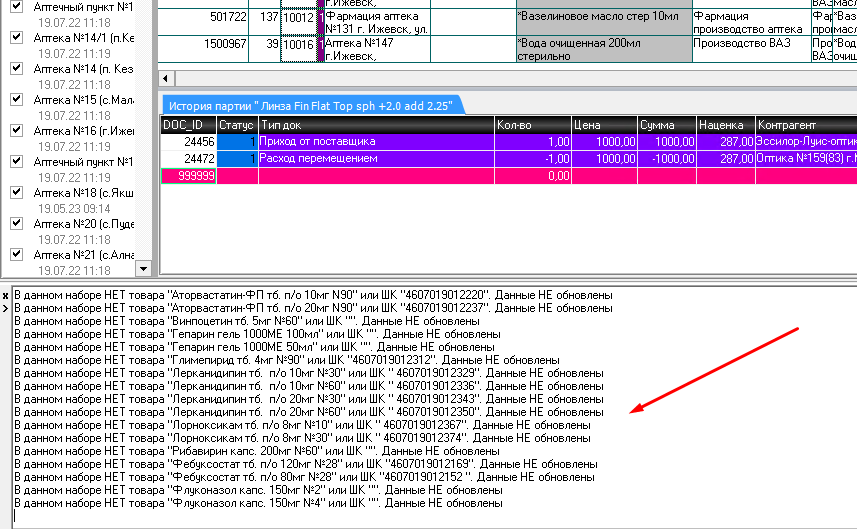 Аптечный пункт №1
19.07.22 11:18
Аптека №14/1 (п.Кез
19.07.22 11:19
Аптека №14 (п. Кез
19.07.22 11:18
Аптека №15 (с.Мала
19.07.22 11:18
Аптека №16 (г.Ижев
19.07.22 11:19
Аптечный пункт №1
19.07.22 11:18
Аптека №18 (с.Якш
19.05.23 09:14
Аптека №20 (с.Пуде
19.07.22 11:18
Аптека №21 (с.Ална
19.07.22 11:18
г.Ижевск,
ВАЗ
501722 137 10012 1 Фармация аптека №131 г. Ижевск, ул. *Вазелиновое масло стер 10мл Фармация производство аптека
1500967 39 10016 1 Аптека №147 г.Ижевск, *Вода очищенная 200мл стерильно Производство ВАЗ
История партии " Линза Fin Flat Top sph +2.0 add 2.25"
DOC_ID Статус Тип док Кол-во Цена Сумма Наценка Контрагент
24456 1 Приход от поставщика 1,00 1000,00 1000,00 287,00 Эссилор-Луис-оптик
24472 1 Расход перемещением -1,00 1000,00 -1000,00 287,00 Оптика №159(83) г.И
999999 0,00
В данном наборе НЕТ товара "Аторвастатин-ФП тб. п/о 10мг N90" или ШК "4607019012220". Данные НЕ обновлены
В данном наборе НЕТ товара "Аторвастатин-ФП тб. п/о 20мг N90" или ШК "4607019012237". Данные НЕ обновлены
В данном наборе НЕТ товара "Винпоцетин тб. 5мг №60" или ШК "". Данные НЕ обновлены
В данном наборе НЕТ товара "Гепарин гель 1000МЕ 100мл" или ШК "". Данные НЕ обновлены
В данном наборе НЕТ товара "Гепарин гель 1000МЕ 50мл" или ШК "". Данные НЕ обновлены
В данном наборе НЕТ товара "Глимепирид тб. 4мг №90" или ШК "4607019012312". Данные НЕ обновлены
В данном наборе НЕТ товара "Лерканидипин тб.  п/о 10мг №30" или ШК " 4607019012329". Данные НЕ обновлены
В данном наборе НЕТ товара "Лерканидипин тб.  п/о 10мг №60" или ШК " 4607019012336". Данные НЕ обновлены
В данном наборе НЕТ товара "Лерканидипин тб.  п/о 20мг №30" или ШК " 4607019012343". Данные НЕ обновлены
В данном наборе НЕТ товара "Лерканидипин тб.  п/о 20мг №60" или ШК " 4607019012350". Данные НЕ обновлены
В данном наборе НЕТ товара "Лорноксикам тб. п/о 8мг №10" или ШК " 4607019012367". Данные НЕ обновлены
В данном наборе НЕТ товара "Лорноксикам тб. п/о 8мг №30" или ШК " 4607019012374". Данные НЕ обновлены
В данном наборе НЕТ товара "Рибавирин капс. 200мг №60" или ШК "". Данные НЕ обновлены
В данном наборе НЕТ товара "Фебуксостат тб. п/о 120мг №28" или ШК "4607019012169". Данные НЕ обновлены
В данном наборе НЕТ товара "Фебуксостат тб. п/о 80мг №28" или ШК "4607019012152 ". Данные НЕ обновлены
В данном наборе НЕТ товара "Флуконазол капс. 150мг №2" или ШК "". Данные НЕ обновлены
В данном наборе НЕТ товара "Флуконазол капс. 150мг №4" или ШК "". Данные НЕ обновлены